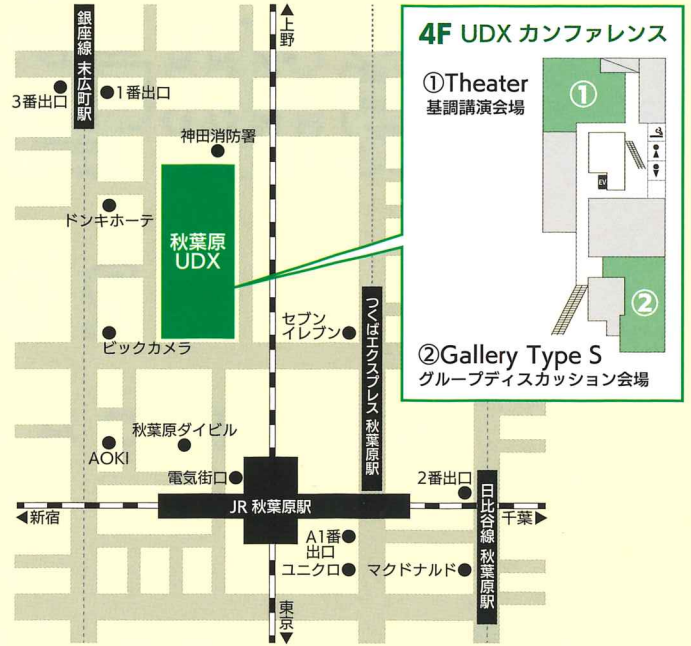 ▲上野
銀座線 末広町駅
3番出口
1番出口
神田消防署
ドンキホーテ
秋葉原
UDX
ビックカメラ
セブン
イレブン
つくばエクスプレス 秋葉原駅
秋葉原ダイビル
AOKI
電気街口
JR 秋葉原駅
2番出口
◀新宿
千葉▶
日比谷線 秋葉原駅
A1番
出口
ユニクロ
マクドナルド
東京▼
4F UDX カンファレンス
①Theater
基調講演会場
①
EV
②
②Gallery Type S
グループディスカッション会場